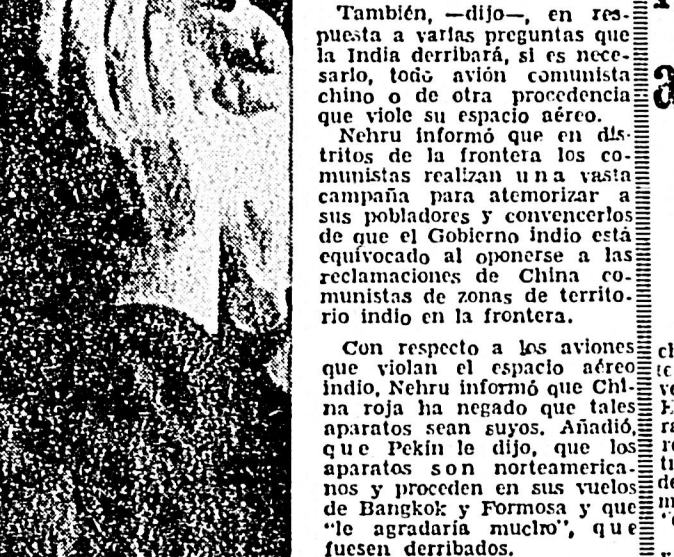 También, —dijo—, en res-
puesta a varias preguntas que
la India derribará, si es nece-
sario, todo avión comunista
chino o de otra procedencia
que viole su espacio aéreo.
Nehru informó que en dis-
tritos de la frontera los co-
munistas realizan una vasta
campaña para atemorizar a
sus pobladores y convencerlos
de que el Gobierno indio está
equivocado al oponerse a las
reclamaciones de China co-
munistas de zonas de territo-
rio indio en la frontera.
Con respecto a los aviones
que violan el espacio aéreo
indio, Nehru informó que Chi-
na roja ha negado que tales
aparatos sean suyos. Añadió,
que Pekín le dijo, que los
aparatos son norteamerica-
nos y proceden en sus vuelos
de Bangkok y Formosa y que
"le agradaría mucho", que
fuesen derribados.